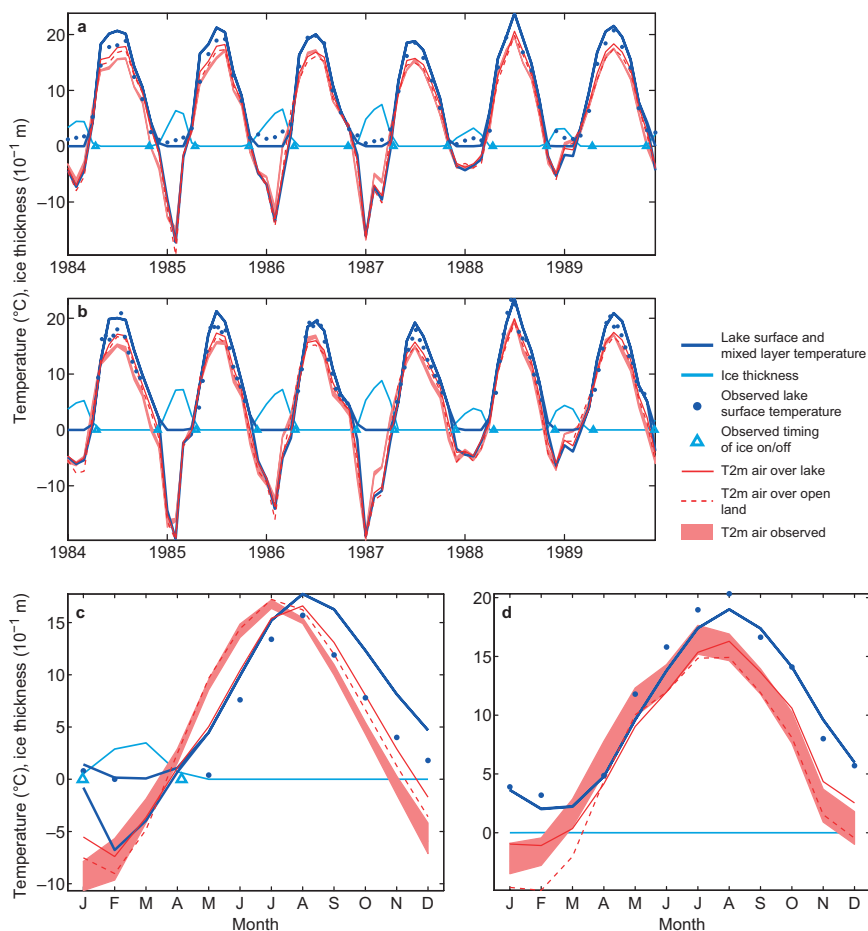 a
20
10
0
–10
1984
1985
1986
1987
1988
1989
b
20
10
0
–10
1984
1985
1986
1987
1988
1989
Temperature (°C), ice thickness (10⁻¹ m)
Lake surface and
mixed layer temperature
Ice thickness
Observed lake
surface temperature
Observed timing
of ice on/off
T2m air over lake
T2m air over open
land
T2m air observed
c
15
10
5
0
–5
–10
J
F
M
A
M
J
J
A
S
O
N
D
Month
Temperature (°C), ice thickness (10⁻¹ m)
d
20
15
10
5
0
J
F
M
A
M
J
J
A
S
O
N
D
Month